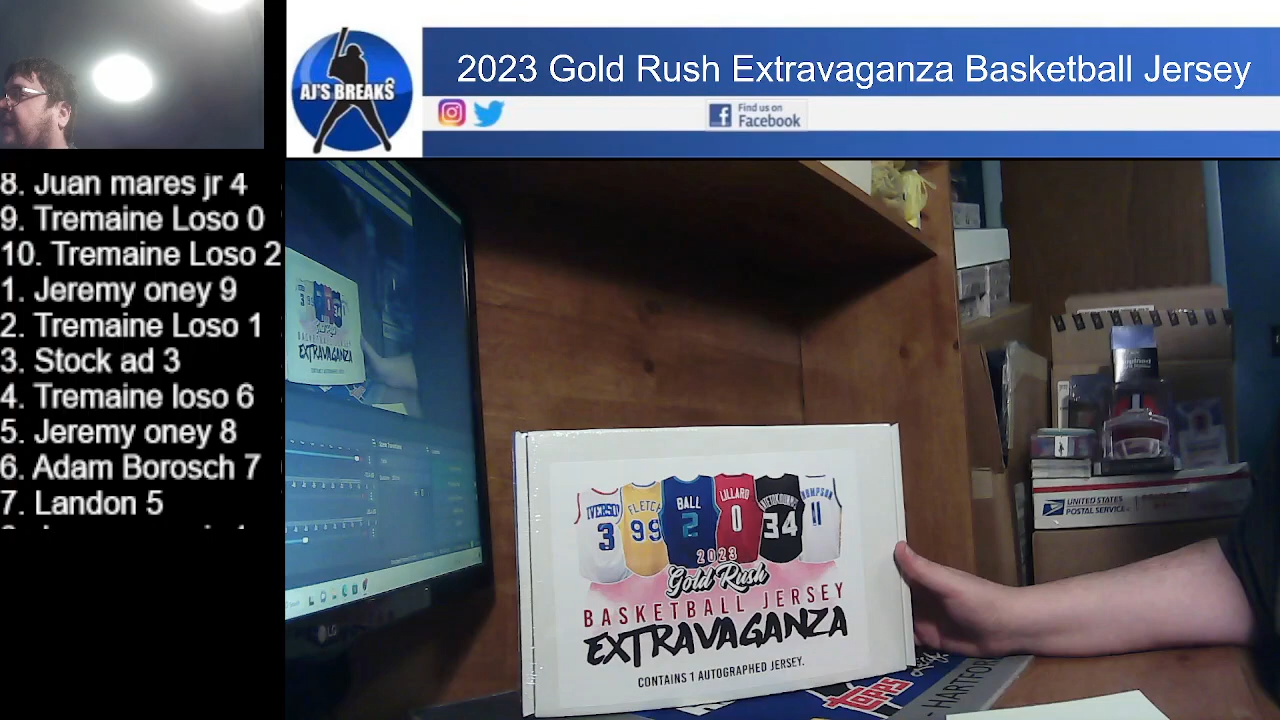 AJ'S BREAKS
2023 Gold Rush Extravaganza Basketball Jersey
Find us on
Facebook
8. Juan mares jr 4
9. Tremaine Loso 0
10. Tremaine Loso 2
1. Jeremy oney 9
2. Tremaine Loso 1
3. Stock ad 3
4. Tremaine loso 6
5. Jeremy oney 8
6. Adam Borosch 7
7. Landon 5
EXTRAVAGANZA
UNITED STATES
POSTAL SERVICE
IVERSON
3
FLETCH
99
BALL
2
LILLARD
0
34
THOMPSON
11
2023
Gold Rush
BASKETBALL JERSEY
EXTRAVAGANZA
CONTAINS 1 AUTOGRAPHED JERSEY.
TOPPS
HARTFORD